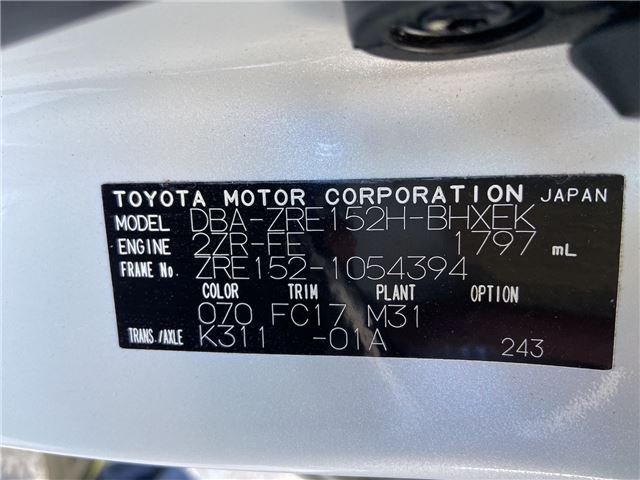 TOYOTA MOTOR CORPORATION JAPAN
MODEL DBA-ZRE152H-BHXEK
ENGINE 2ZR-FE 1797 mL
FRAME No. ZRE152-1054394
COLOR TRIM PLANT OPTION
070 FC17 M31
TRANS./AXLE K311 -01A 243